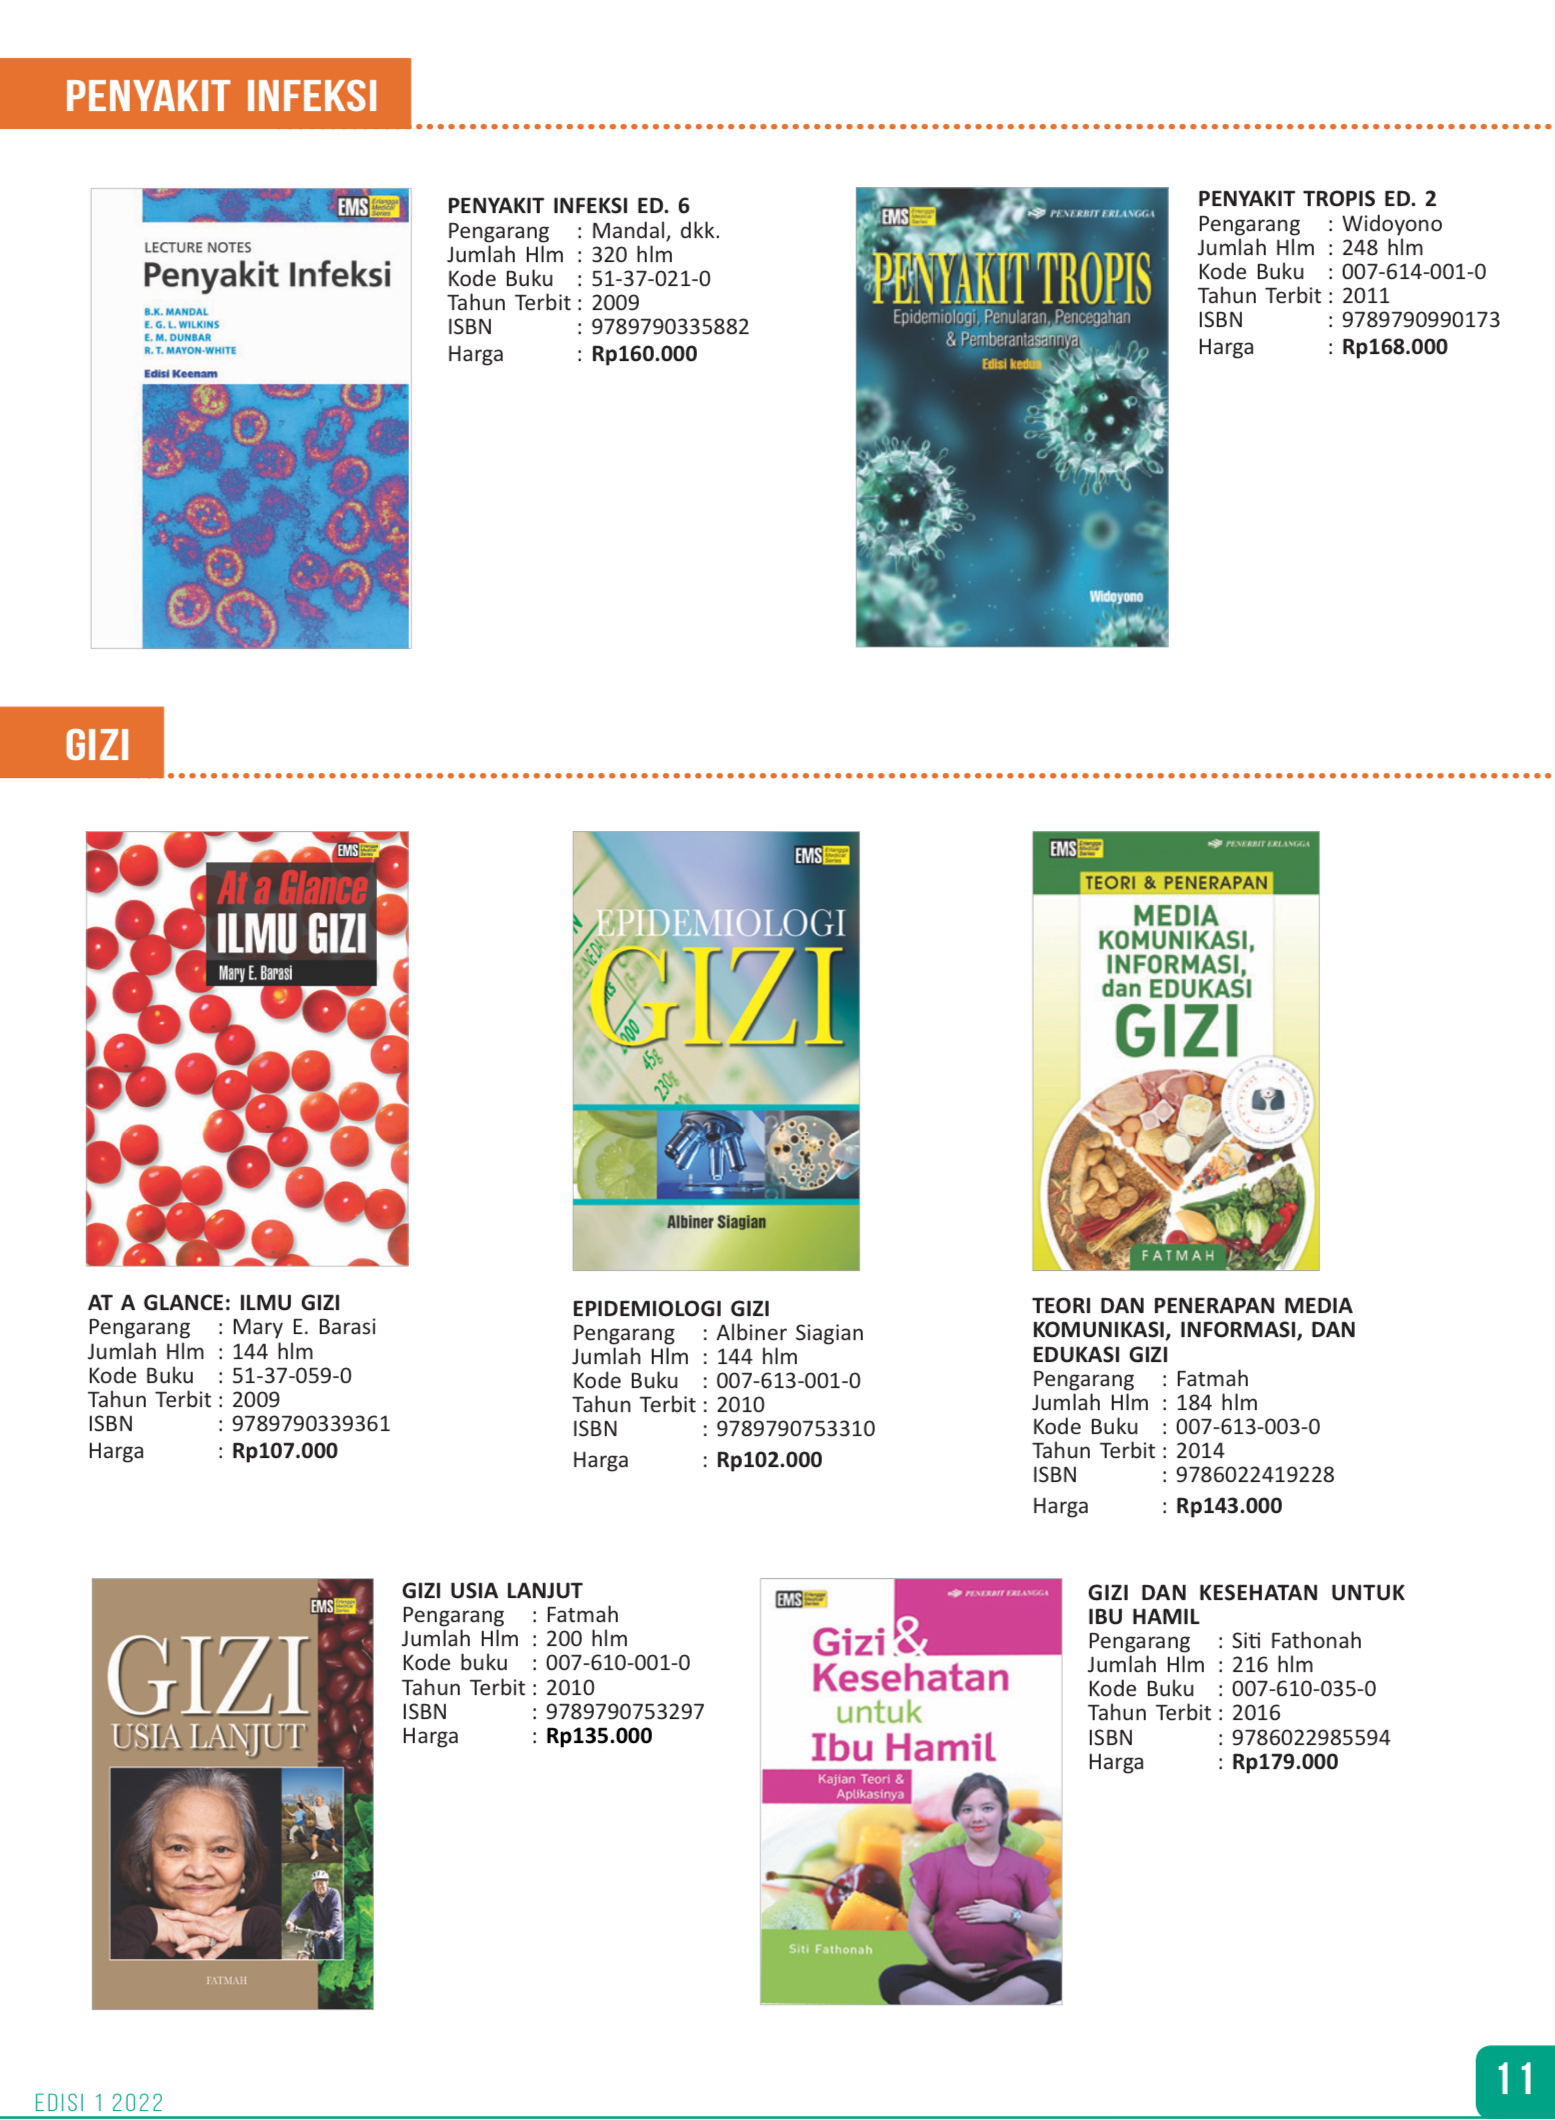 PENYAKIT INFEKSI
EMS Erlangga Medical Series
LECTURE NOTES
Penyakit Infeksi
B.K. MANDAL
E. G. L. WILKINS
E. M. DUNBAR
R. T. MAYON-WHITE
Edisi Keenam
PENYAKIT INFEKSI ED. 6
Pengarang : Mandal, dkk.
Jumlah Hlm : 320 hlm
Kode Buku : 51-37-021-0
Tahun Terbit : 2009
ISBN : 9789790335882
Harga : Rp160.000
EMS Erlangga Medical Series
PENERBIT ERLANGGA
PENYAKIT TROPIS
Epidemiologi, Penularan, Pencegahan
& Pemberantasannya
Edisi kedua
Widoyono
PENYAKIT TROPIS ED. 2
Pengarang : Widoyono
Jumlah Hlm : 248 hlm
Kode Buku : 007-614-001-0
Tahun Terbit : 2011
ISBN : 9789790990173
Harga : Rp168.000
GIZI
EMS Erlangga Medical Series
At a Glance
ILMU GIZI
Mary E. Barasi
AT A GLANCE: ILMU GIZI
Pengarang : Mary E. Barasi
Jumlah Hlm : 144 hlm
Kode Buku : 51-37-059-0
Tahun Terbit : 2009
ISBN : 9789790339361
Harga : Rp107.000
EMS Erlangga Medical Series
EPIDEMIOLOGI
GIZI
45g
230g
Albiner Siagian
EPIDEMIOLOGI GIZI
Pengarang : Albiner Siagian
Jumlah Hlm : 144 hlm
Kode Buku : 007-613-001-0
Tahun Terbit : 2010
ISBN : 9789790753310
Harga : Rp102.000
EMS Erlangga Medical Series
PENERBIT ERLANGGA
TEORI & PENERAPAN
MEDIA
KOMUNIKASI,
INFORMASI,
dan EDUKASI
GIZI
FATMAH
TEORI DAN PENERAPAN MEDIA
KOMUNIKASI, INFORMASI, DAN
EDUKASI GIZI
Pengarang : Fatmah
Jumlah Hlm : 184 hlm
Kode Buku : 007-613-003-0
Tahun Terbit : 2014
ISBN : 9786022419228
Harga : Rp143.000
EMS Erlangga Medical Series
GIZI
USIA LANJUT
FATMAH
GIZI USIA LANJUT
Pengarang : Fatmah
Jumlah Hlm : 200 hlm
Kode buku : 007-610-001-0
Tahun Terbit : 2010
ISBN : 9789790753297
Harga : Rp135.000
EMS Erlangga Medical Series
PENERBIT ERLANGGA
Gizi &
Kesehatan
untuk
Ibu Hamil
Kajian Teori &
Aplikasinya
Siti Fathonah
GIZI DAN KESEHATAN UNTUK
IBU HAMIL
Pengarang : Siti Fathonah
Jumlah Hlm : 216 hlm
Kode Buku : 007-610-035-0
Tahun Terbit : 2016
ISBN : 9786022985594
Harga : Rp179.000
EDISI 1 2022
11